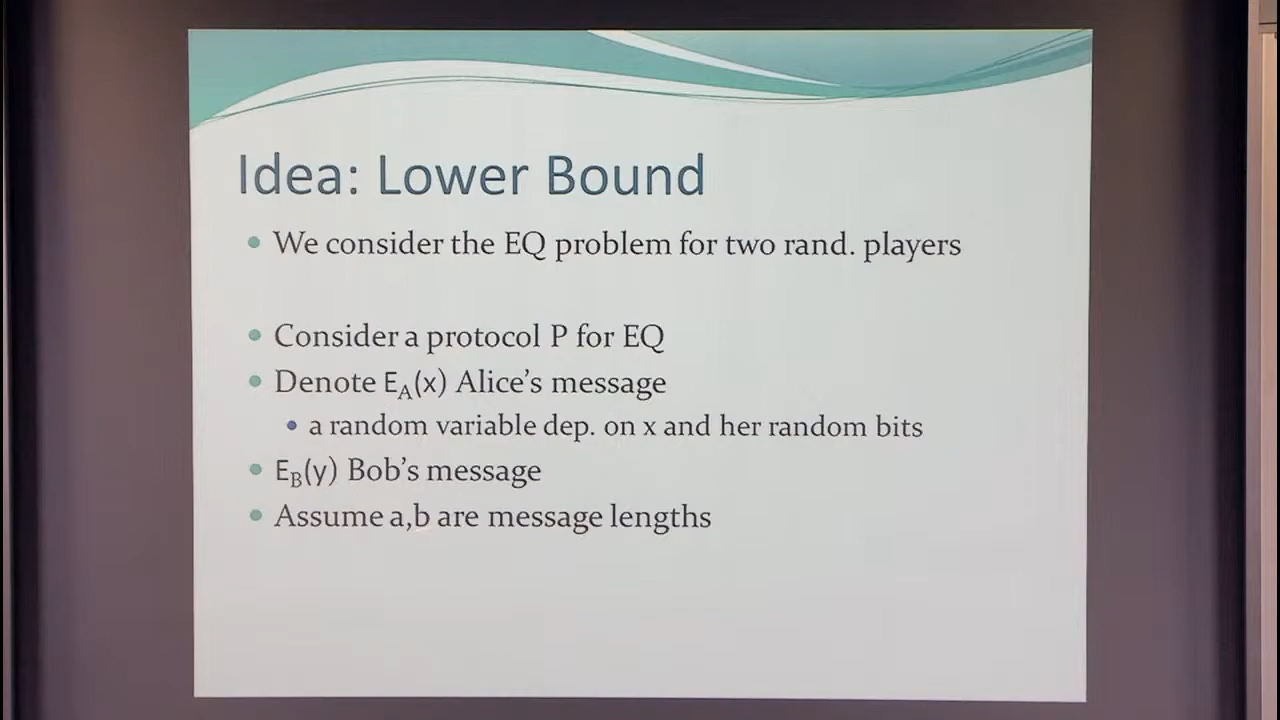 Idea: Lower Bound
We consider the EQ problem for two rand. players
Consider a protocol P for EQ
Denote E_A(x) Alice's message
a random variable dep. on x and her random bits
E_B(y) Bob's message
Assume a,b are message lengths